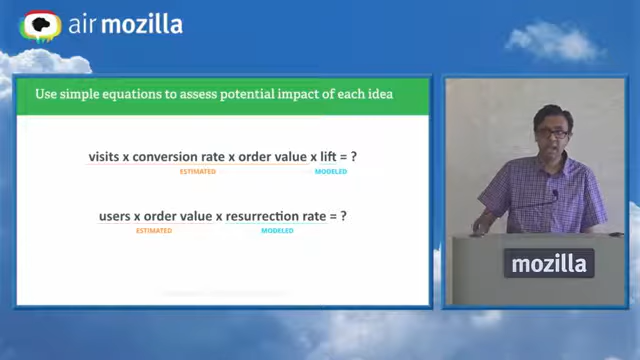 air mozilla
Use simple equations to assess potential impact of each idea
visits x conversion rate x order value x lift = ?
ESTIMATED MODELED
users x order value x resurrection rate = ?
ESTIMATED MODELED
mozilla